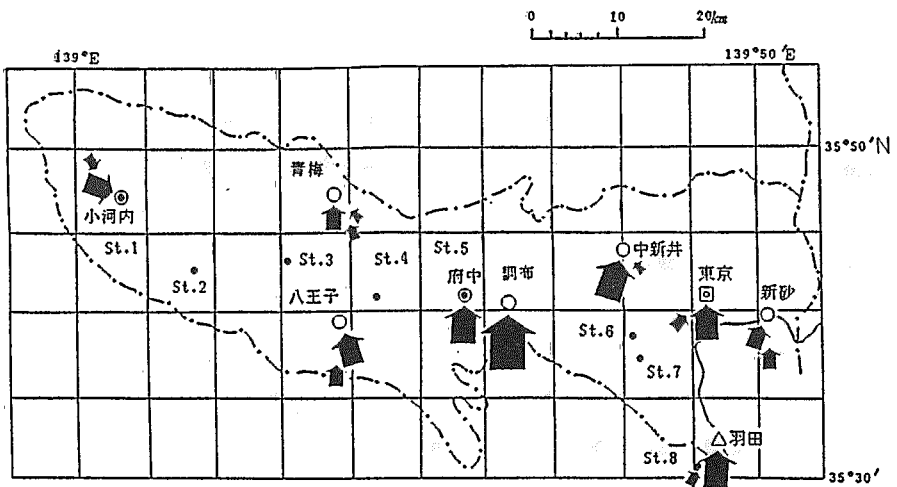 0 10 20km
139°E
139°50'E
35°50'N
青梅
小河内
St.1
St.2
St.3
St.4
St.5
八王子
府中
調布
中新井
東京
新砂
St.6
St.7
St.8
羽田
35°30'